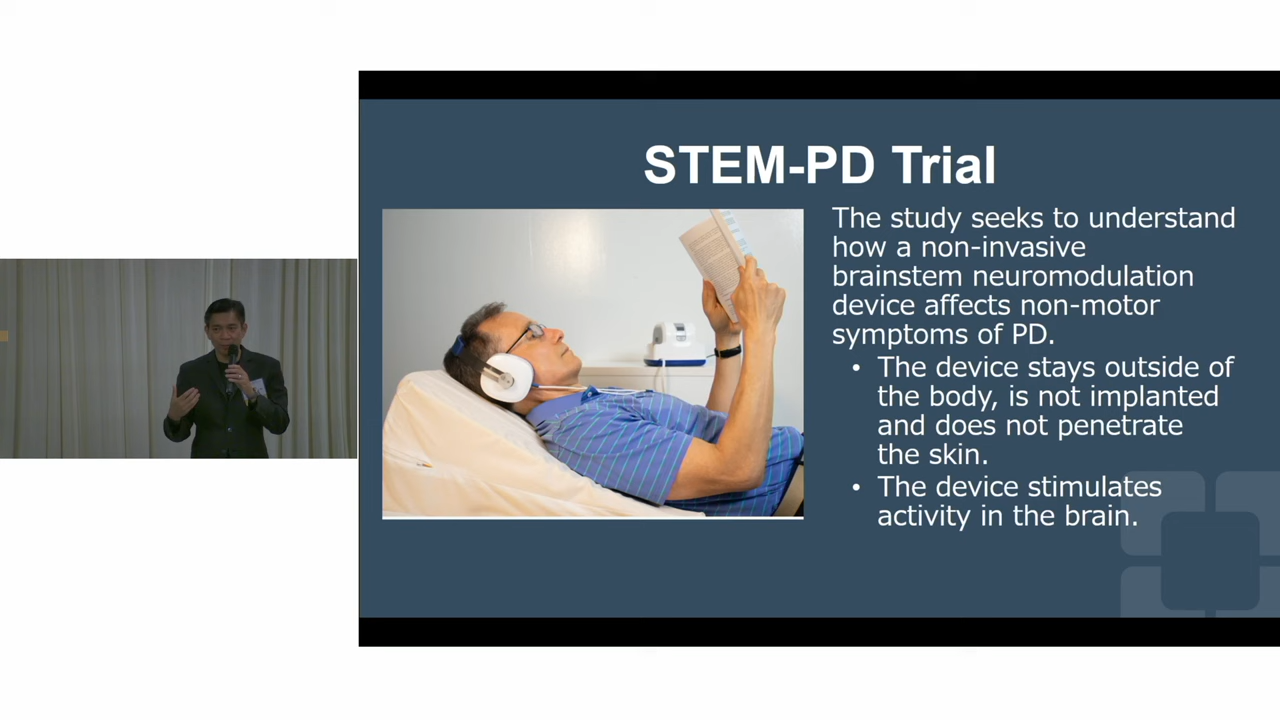 STEM-PD Trial
The study seeks to understand
how a non-invasive
brainstem neuromodulation
device affects non-motor
symptoms of PD.
• The device stays outside of
the body, is not implanted
and does not penetrate
the skin.
• The device stimulates
activity in the brain.